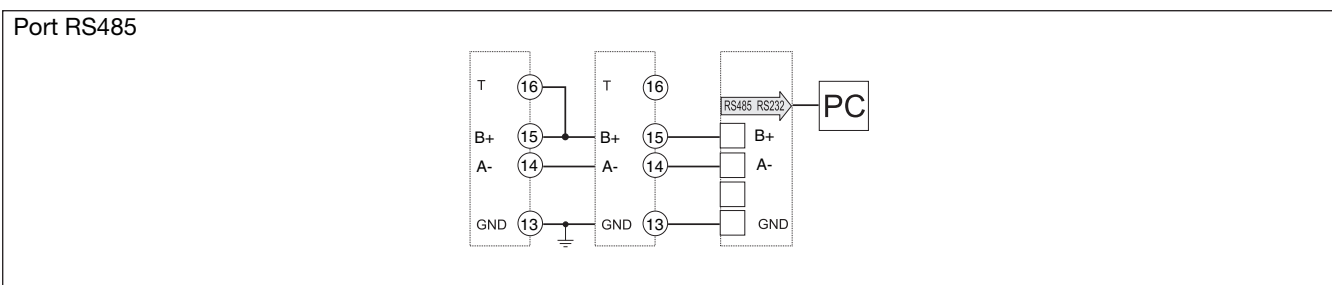 Port RS485
T 16 T 16
RS485 RS232 PC
B+ 15 B+ 15 B+
A- 14 A- 14 A-
GND 13 GND 13 GND